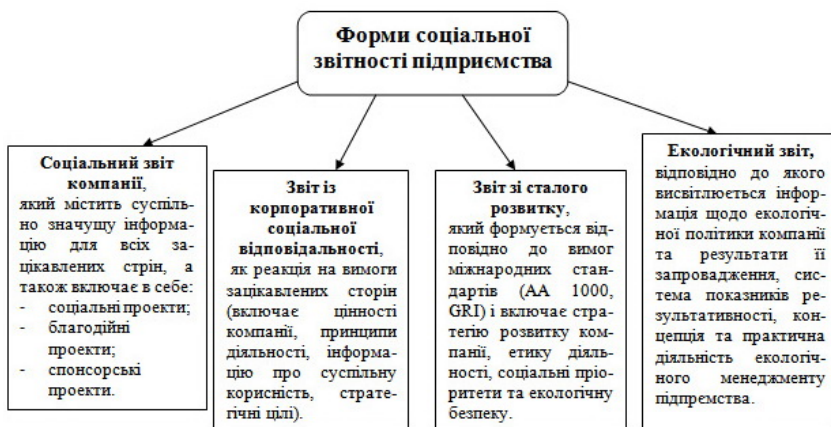 Форми соціальної
звітності підприємства
Соціальний звіт
компанії,
який містить суспіль-
но значущу інформа-
цію для всіх за-
цікавлених стрін, а
також включає в себе:
- соціальні проекти;
- благодійні
проекти;
- спонсорські
проекти.
Звіт із
корпоративної
соціальної
відповідальності,
як реакція на вимоги
зацікавлених сторін
(включає цінності
компанії, принципи
діяльності, інформа-
цію про суспільну
корисність, страте-
гічні цілі).
Звіт зі сталого
розвитку,
який формується від-
повідно до вимог
міжнародних стан-
дартів (АА 1000,
GRI) і включає стра-
тегію розвитку ком-
панії, етику діяль-
ності, соціальні пріо-
ритети та екологічну
безпеку.
Екологічний звіт,
відповідно до якого
висвітлюється інфор-
мація щодо екологіч-
ної політики компанії
та результати її
запровадження, сис-
тема показників ре-
зультативності, кон-
цепція та практична
діяльність екологіч-
ного менеджменту
підпремства.